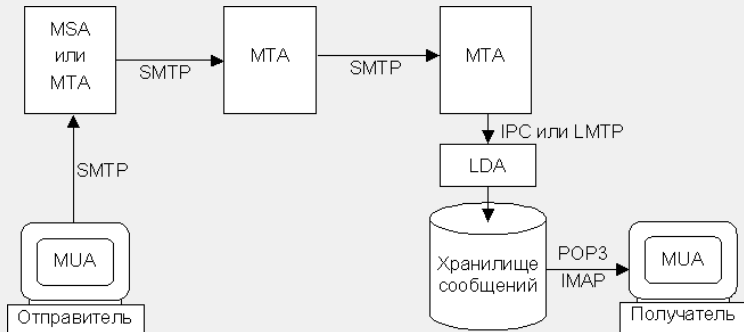 MSA
или
MTA
SMTP
MTA
SMTP
MTA
IPC или LMTP
LDA
SMTP
MUA
Отправитель
Хранилище
сообщений
POP3
IMAP
MUA
Получатель